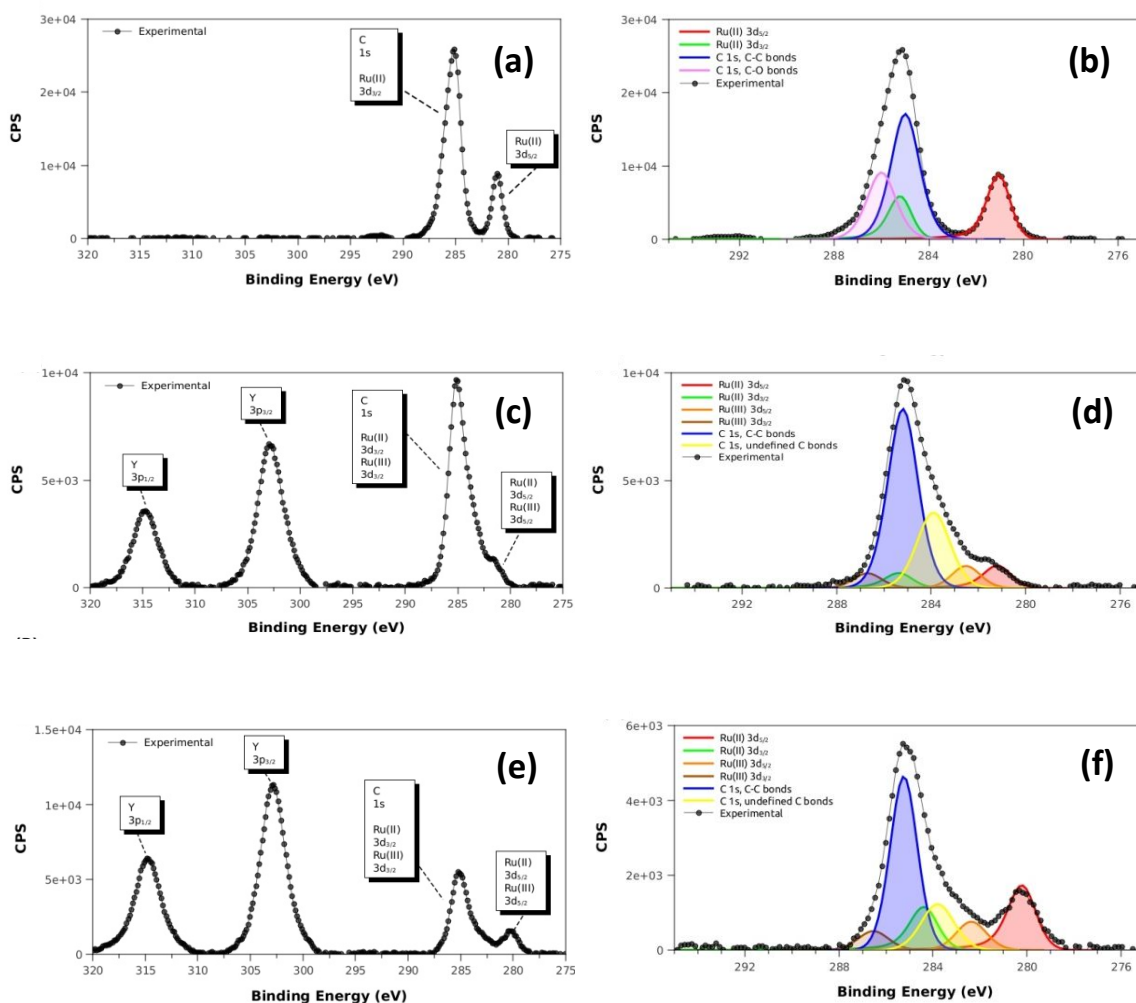 3e+04
2e+04
1e+04
0
CPS
Experimental
C
1s
Ru(II)
3d3/2
Ru(II)
3d5/2
(a)
320 315 310 305 300 295 290 285 280 275
Binding Energy (eV)
3e+04
2e+04
1e+04
0
CPS
Ru(II) 3d5/2
Ru(II) 3d3/2
C 1s, C-C bonds
C 1s, C-O bonds
Experimental
(b)
292 288 284 280 276
Binding Energy (eV)
1e+04
5e+03
0
CPS
Experimental
Y
3p1/2
Y
3p3/2
C
1s
Ru(II)
3d3/2
Ru(III)
3d3/2
Ru(II)
3d5/2
Ru(III)
3d5/2
(c)
320 315 310 305 300 295 290 285 280 275
Binding Energy (eV)
1e+04
5e+03
0
CPS
Ru(II) 3d5/2
Ru(II) 3d3/2
Ru(III) 3d5/2
Ru(III) 3d3/2
C 1s, C-C bonds
C 1s, undefined C bonds
Experimental
(d)
292 288 284 280 276
Binding Energy (eV)
1.5e+04
1e+04
5e+03
0
CPS
Experimental
Y
3p1/2
Y
3p3/2
C
1s
Ru(II)
3d3/2
Ru(III)
3d3/2
Ru(II)
3d5/2
Ru(III)
3d5/2
(e)
320 315 310 305 300 295 290 285 280 275
Binding Energy (eV)
6e+03
4e+03
2e+03
0
CPS
Ru(II) 3d5/2
Ru(II) 3d3/2
Ru(III) 3d5/2
Ru(III) 3d3/2
C 1s, C-C bonds
C 1s, undefined C bonds
Experimental
(f)
292 288 284 280 276
Binding Energy (eV)